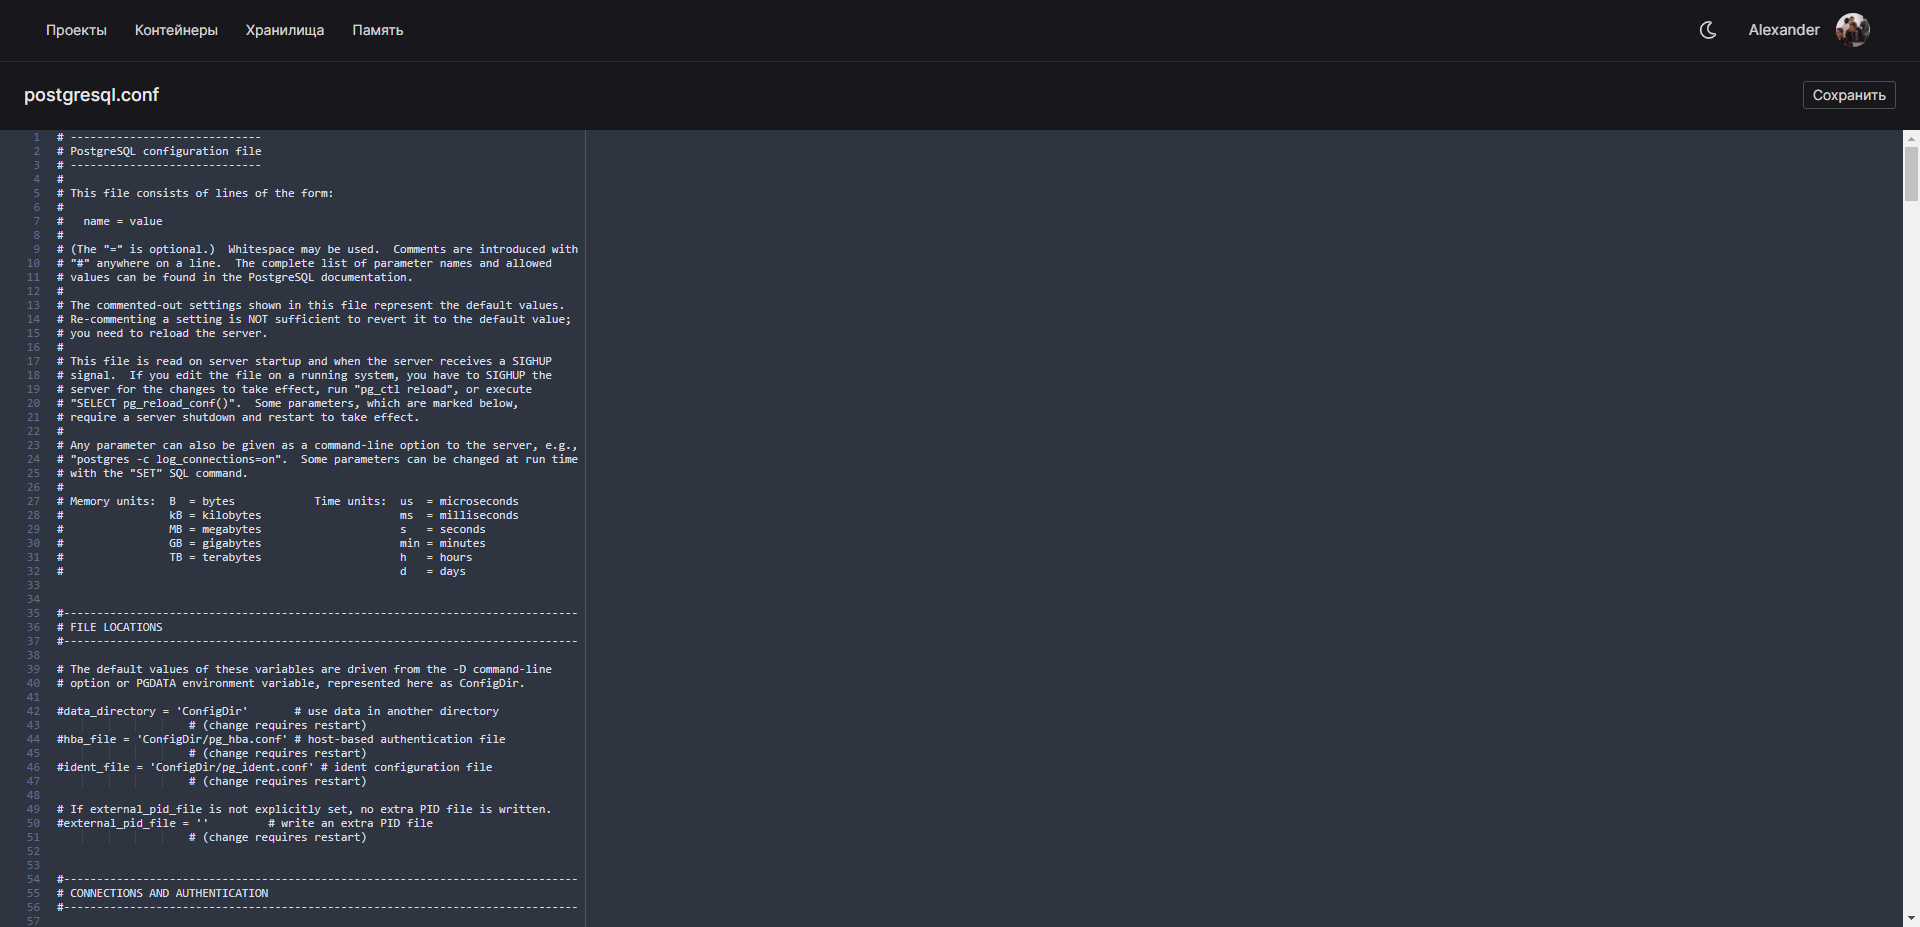 Проекты Контейнеры Хранилища Память Alexander
postgresql.conf Сохранить
1 # -----------------------------
2 # PostgreSQL configuration file
3 # -----------------------------
4 #
5 # This file consists of lines of the form:
6 #
7 #   name = value
8 #
9 # (The "=" is optional.)  Whitespace may be used.  Comments are introduced with
10 # "#" anywhere on a line.  The complete list of parameter names and allowed
11 # values can be found in the PostgreSQL documentation.
12 #
13 # The commented-out settings shown in this file represent the default values.
14 # Re-commenting a setting is NOT sufficient to revert it to the default value;
15 # you need to reload the server.
16 #
17 # This file is read on server startup and when the server receives a SIGHUP
18 # signal.  If you edit the file on a running system, you have to SIGHUP the
19 # server for the changes to take effect, run "pg_ctl reload", or execute
20 # "SELECT pg_reload_conf()".  Some parameters, which are marked below,
21 # require a server shutdown and restart to take effect.
22 #
23 # Any parameter can also be given as a command-line option to the server, e.g.,
24 # "postgres -c log_connections=on".  Some parameters can be changed at run time
25 # with the "SET" SQL command.
26 #
27 # Memory units:  B  = bytes            Time units:  us  = microseconds
28 #                kB = kilobytes                     ms  = milliseconds
29 #                MB = megabytes                     s   = seconds
30 #                GB = gigabytes                     min = minutes
31 #                TB = terabytes                     h   = hours
32 #                                                   d   = days
33
34
35 #------------------------------------------------------------------------------
36 # FILE LOCATIONS
37 #------------------------------------------------------------------------------
38
39 # The default values of these variables are driven from the -D command-line
40 # option or PGDATA environment variable, represented here as ConfigDir.
41
42 #data_directory = 'ConfigDir'       # use data in another directory
43                     # (change requires restart)
44 #hba_file = 'ConfigDir/pg_hba.conf' # host-based authentication file
45                     # (change requires restart)
46 #ident_file = 'ConfigDir/pg_ident.conf' # ident configuration file
47                     # (change requires restart)
48
49 # If external_pid_file is not explicitly set, no extra PID file is written.
50 #external_pid_file = ''         # write an extra PID file
51                     # (change requires restart)
52
53
54 #------------------------------------------------------------------------------
55 # CONNECTIONS AND AUTHENTICATION
56 #------------------------------------------------------------------------------
57